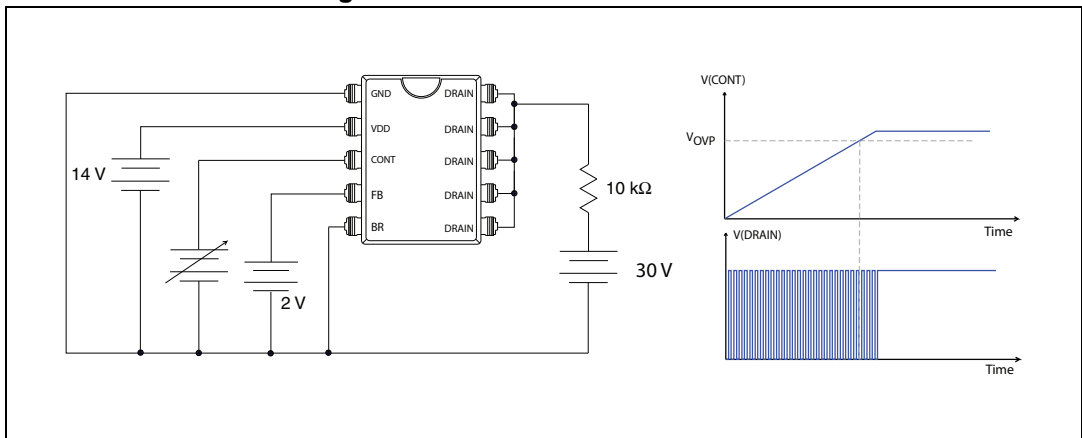 GND DRAIN
VDD DRAIN
CONT DRAIN
FB DRAIN
BR DRAIN
14 V
2 V
10 kΩ
30 V
V(CONT)
VOVP
Time
V(DRAIN)
Time